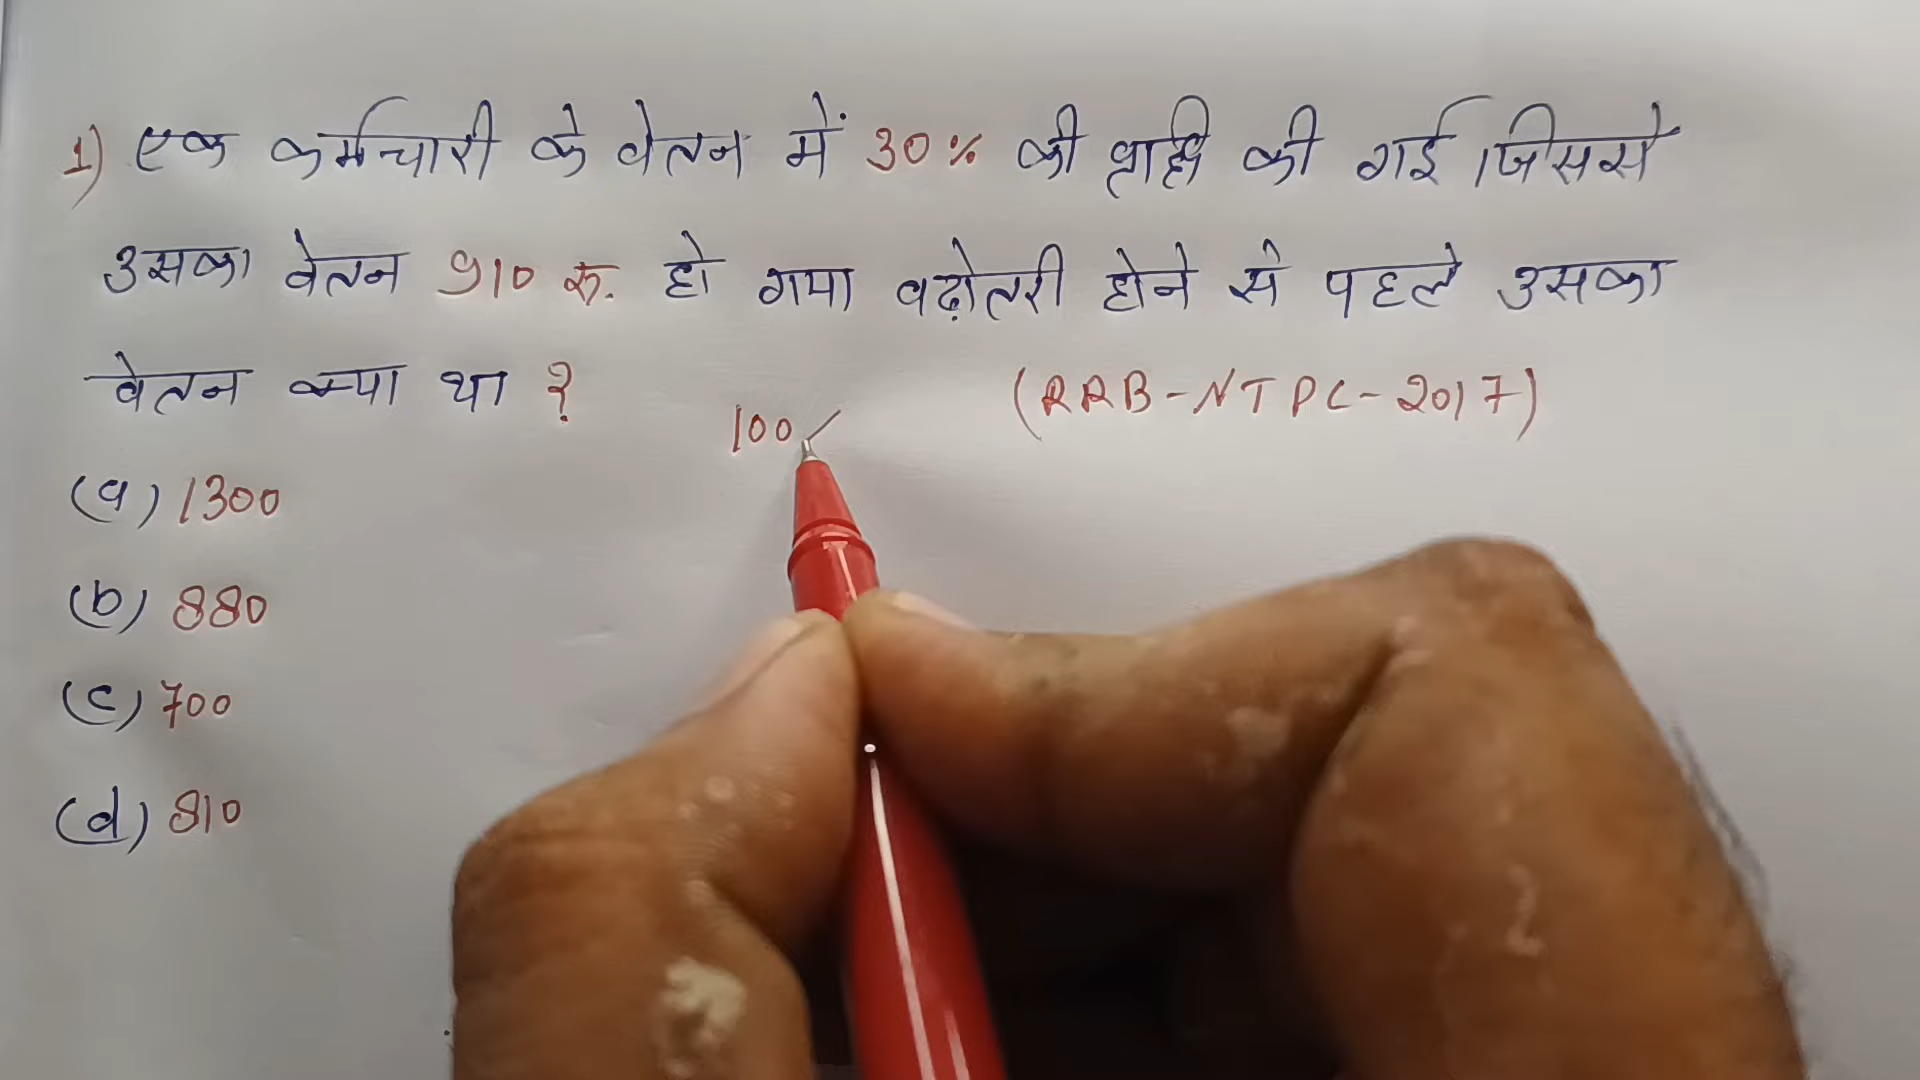 1) एक कर्मचारी के वेतन में 30% की वृद्धि की गई जिससे
उसका वेतन 910 रु. हो गया बढ़ोतरी होने से पहले उसका
वेतन क्या था ?
(RRB-NTPC-2017)
100
(a) 1300
(b) 880
(c) 700
(d) 810